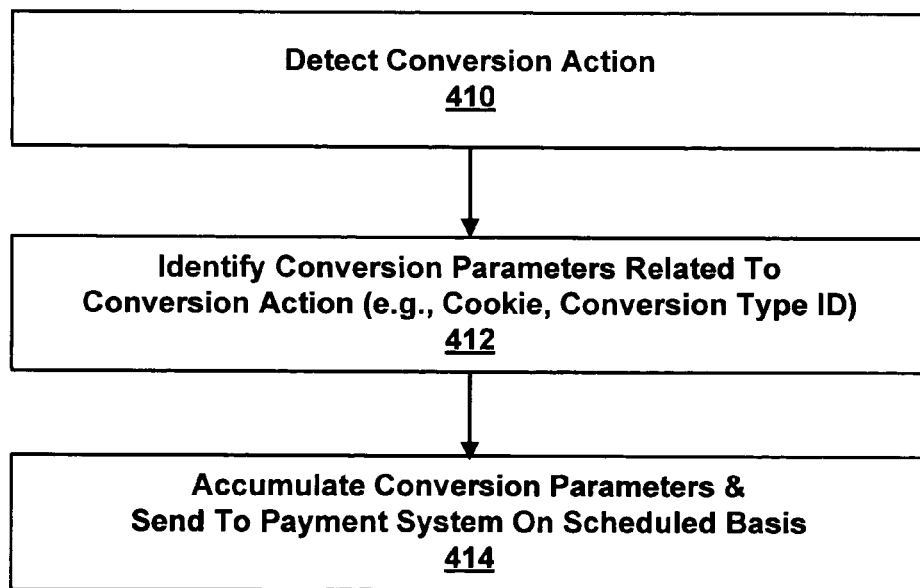 Detect Conversion Action
410
Identify Conversion Parameters Related To
Conversion Action (e.g., Cookie, Conversion Type ID)
412
Accumulate Conversion Parameters &
Send To Payment System On Scheduled Basis
414